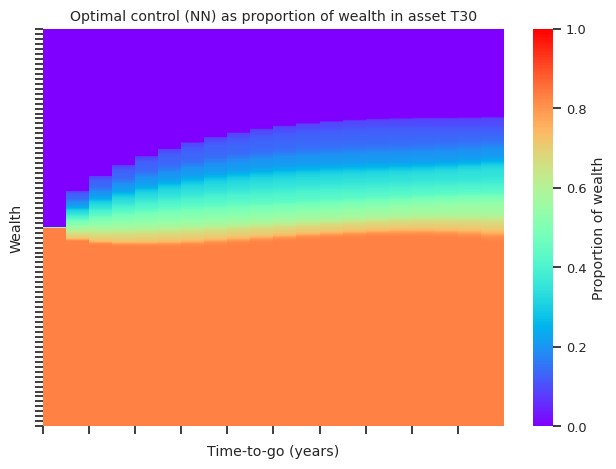 Optimal control (NN) as proportion of wealth in asset T30
Wealth
Time-to-go (years)
1.0
0.8
0.6
0.4
0.2
0.0
Proportion of wealth